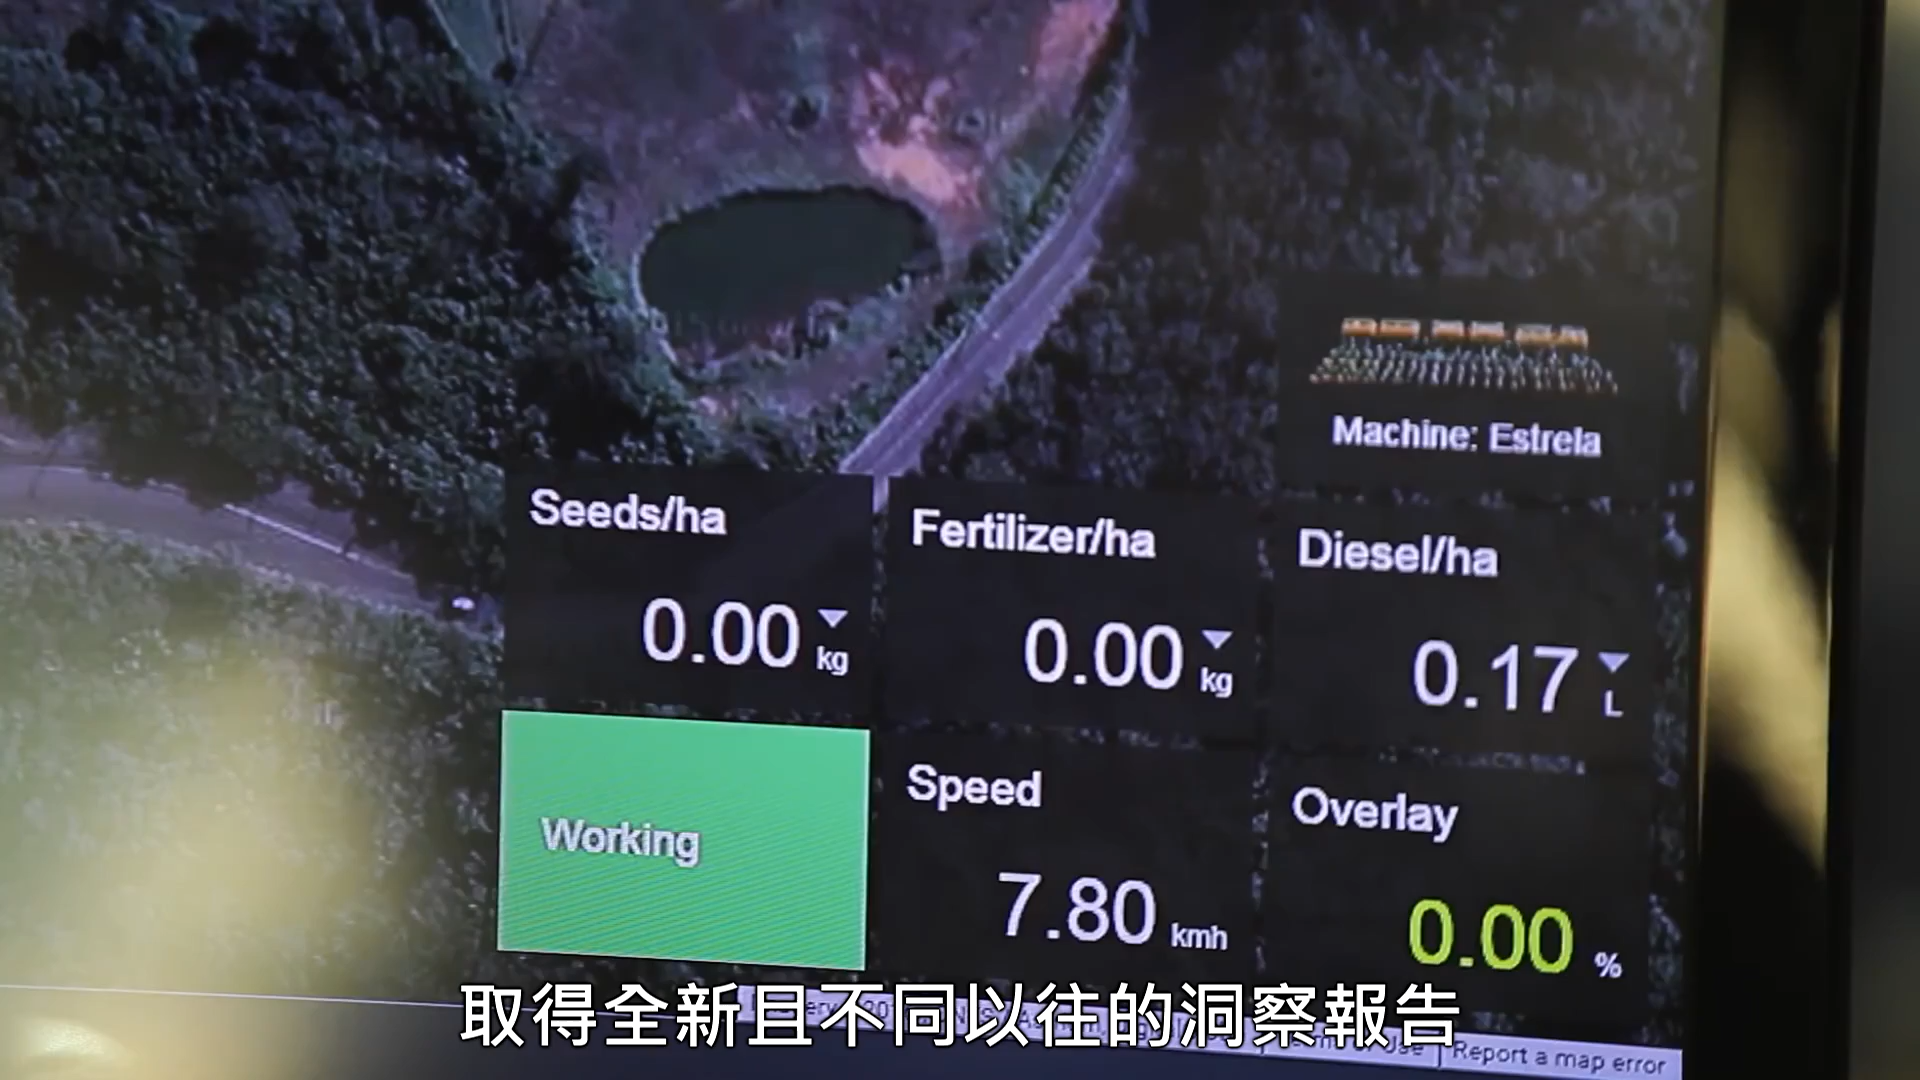 Machine: Estrela
Seeds/ha
Fertilizer/ha
Diesel/ha
0.00 kg
0.00 kg
0.17 L
Working
Speed
Overlay
7.80 kmh
0.00 %
取得全新且不同以往的洞察報告
Report a map error